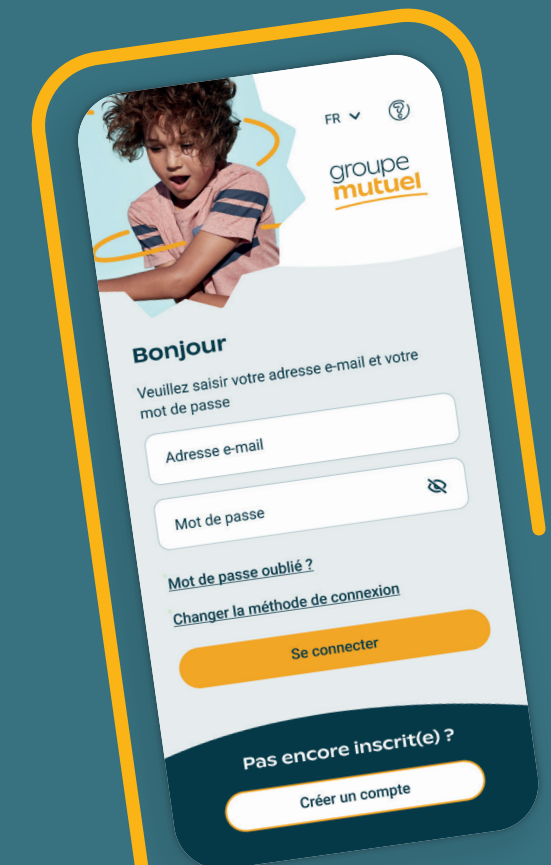 FR
groupe
mutuel
Bonjour
Veuillez saisir votre adresse e-mail et votre
mot de passe
Adresse e-mail
Mot de passe
Mot de passe oublié ?
Changer la méthode de connexion
Se connecter
Pas encore inscrit(e) ?
Créer un compte